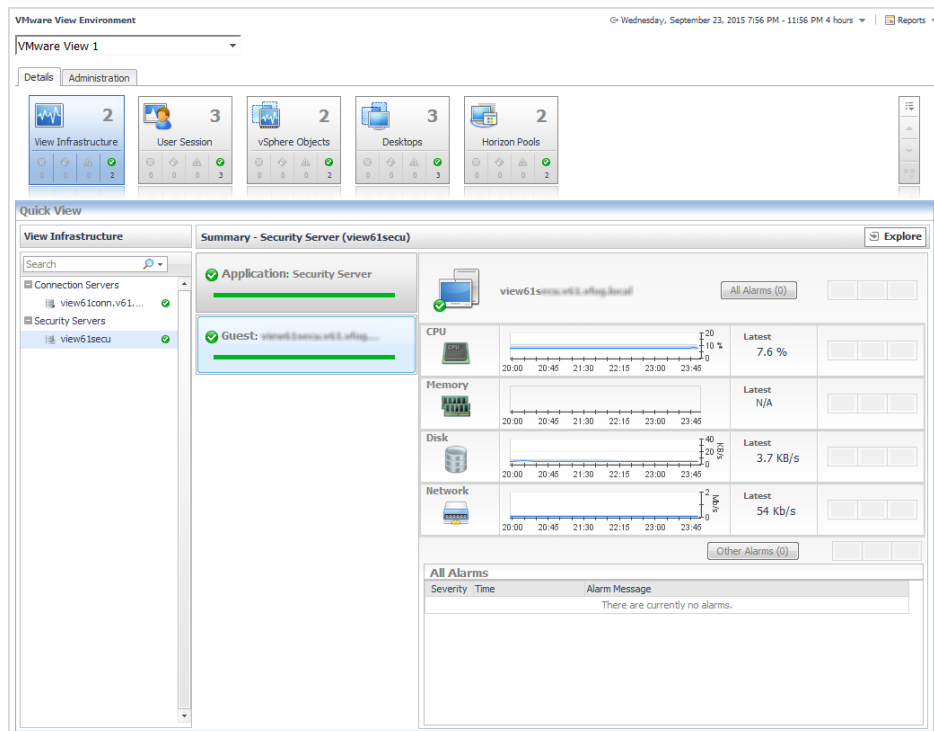 VMware View Environment
Wednesday, September 23, 2015 7:56 PM - 11:56 PM 4 hours
Reports
VMware View 1
Details
Administration
2
View Infrastructure
0 0 0 2
3
User Session
0 0 0 3
2
vSphere Objects
0 0 0 2
3
Desktops
0 0 0 3
2
Horizon Pools
0 0 0 2
Quick View
View Infrastructure
Search
Connection Servers
view61conn.v61....
Security Servers
view61secu
Summary - Security Server (view61secu)
Explore
Application: Security Server
Guest:
view61s
All Alarms (0)
CPU
CPU
20
10 %
0
20:00 20:45 21:30 22:15 23:00 23:45
Latest
7.6 %
Memory
20:00 20:45 21:30 22:15 23:00 23:45
Latest
N/A
Disk
40
20
0
KB/s
20:00 20:45 21:30 22:15 23:00 23:45
Latest
3.7 KB/s
Network
2
0
Mb/s
20:00 20:45 21:30 22:15 23:00 23:45
Latest
54 Kb/s
Other Alarms (0)
All Alarms
Severity Time Alarm Message
There are currently no alarms.